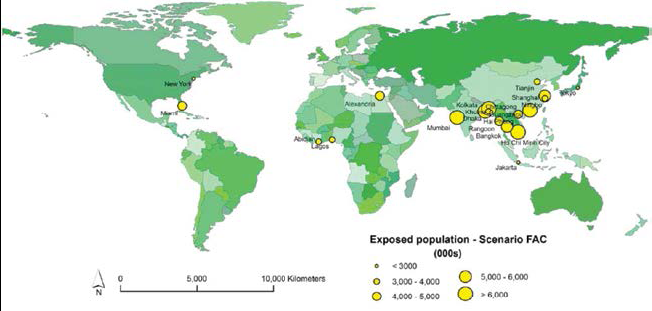 New York
Miami
Alexandria
Abidjan
Lagos
Mumbai
Kolkata
Dhaka
Rangoon
Bangkok
Ho Chi Minh City
Jakarta
Tianjin
Shanghai
Tokyo
Exposed population - Scenario FAC
(000s)
< 3000
3,000 - 4,000
4,000 - 5,000
5,000 - 6,000
> 6,000
N
0 5,000 10,000 Kilometers